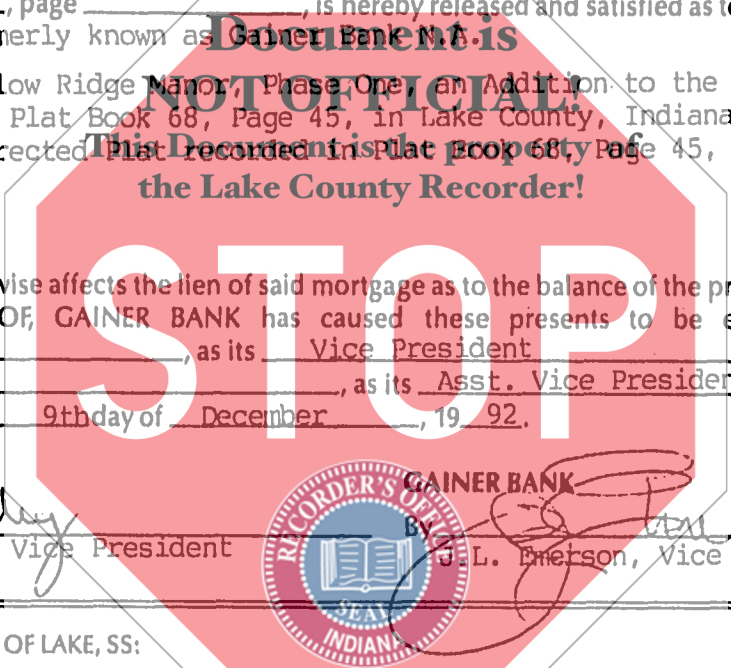 , page , is hereby released and satisfied as to
nerly known as Gainer Bank N.A.
Document is
low Ridge Manor, Phase One, an Addition to the
NOT OFFICIAL!
Plat Book 68, Page 45, in Lake County, Indiana
rected Plat recorded in Plat Book 68, Page 45,
This Document is the property of
the Lake County Recorder!
STOP
wise affects the lien of said mortgage as to the balance of the pr
OF, GAINER BANK has caused these presents to be e
, as its Vice President
, as its Asst. Vice Presiden
9th day of December , 19 92.
GAINER BANK
By
Vice President
J.L. Emerson, Vice
RECORDER'S OFFICE
SEAL
INDIANA
OF LAKE, SS: